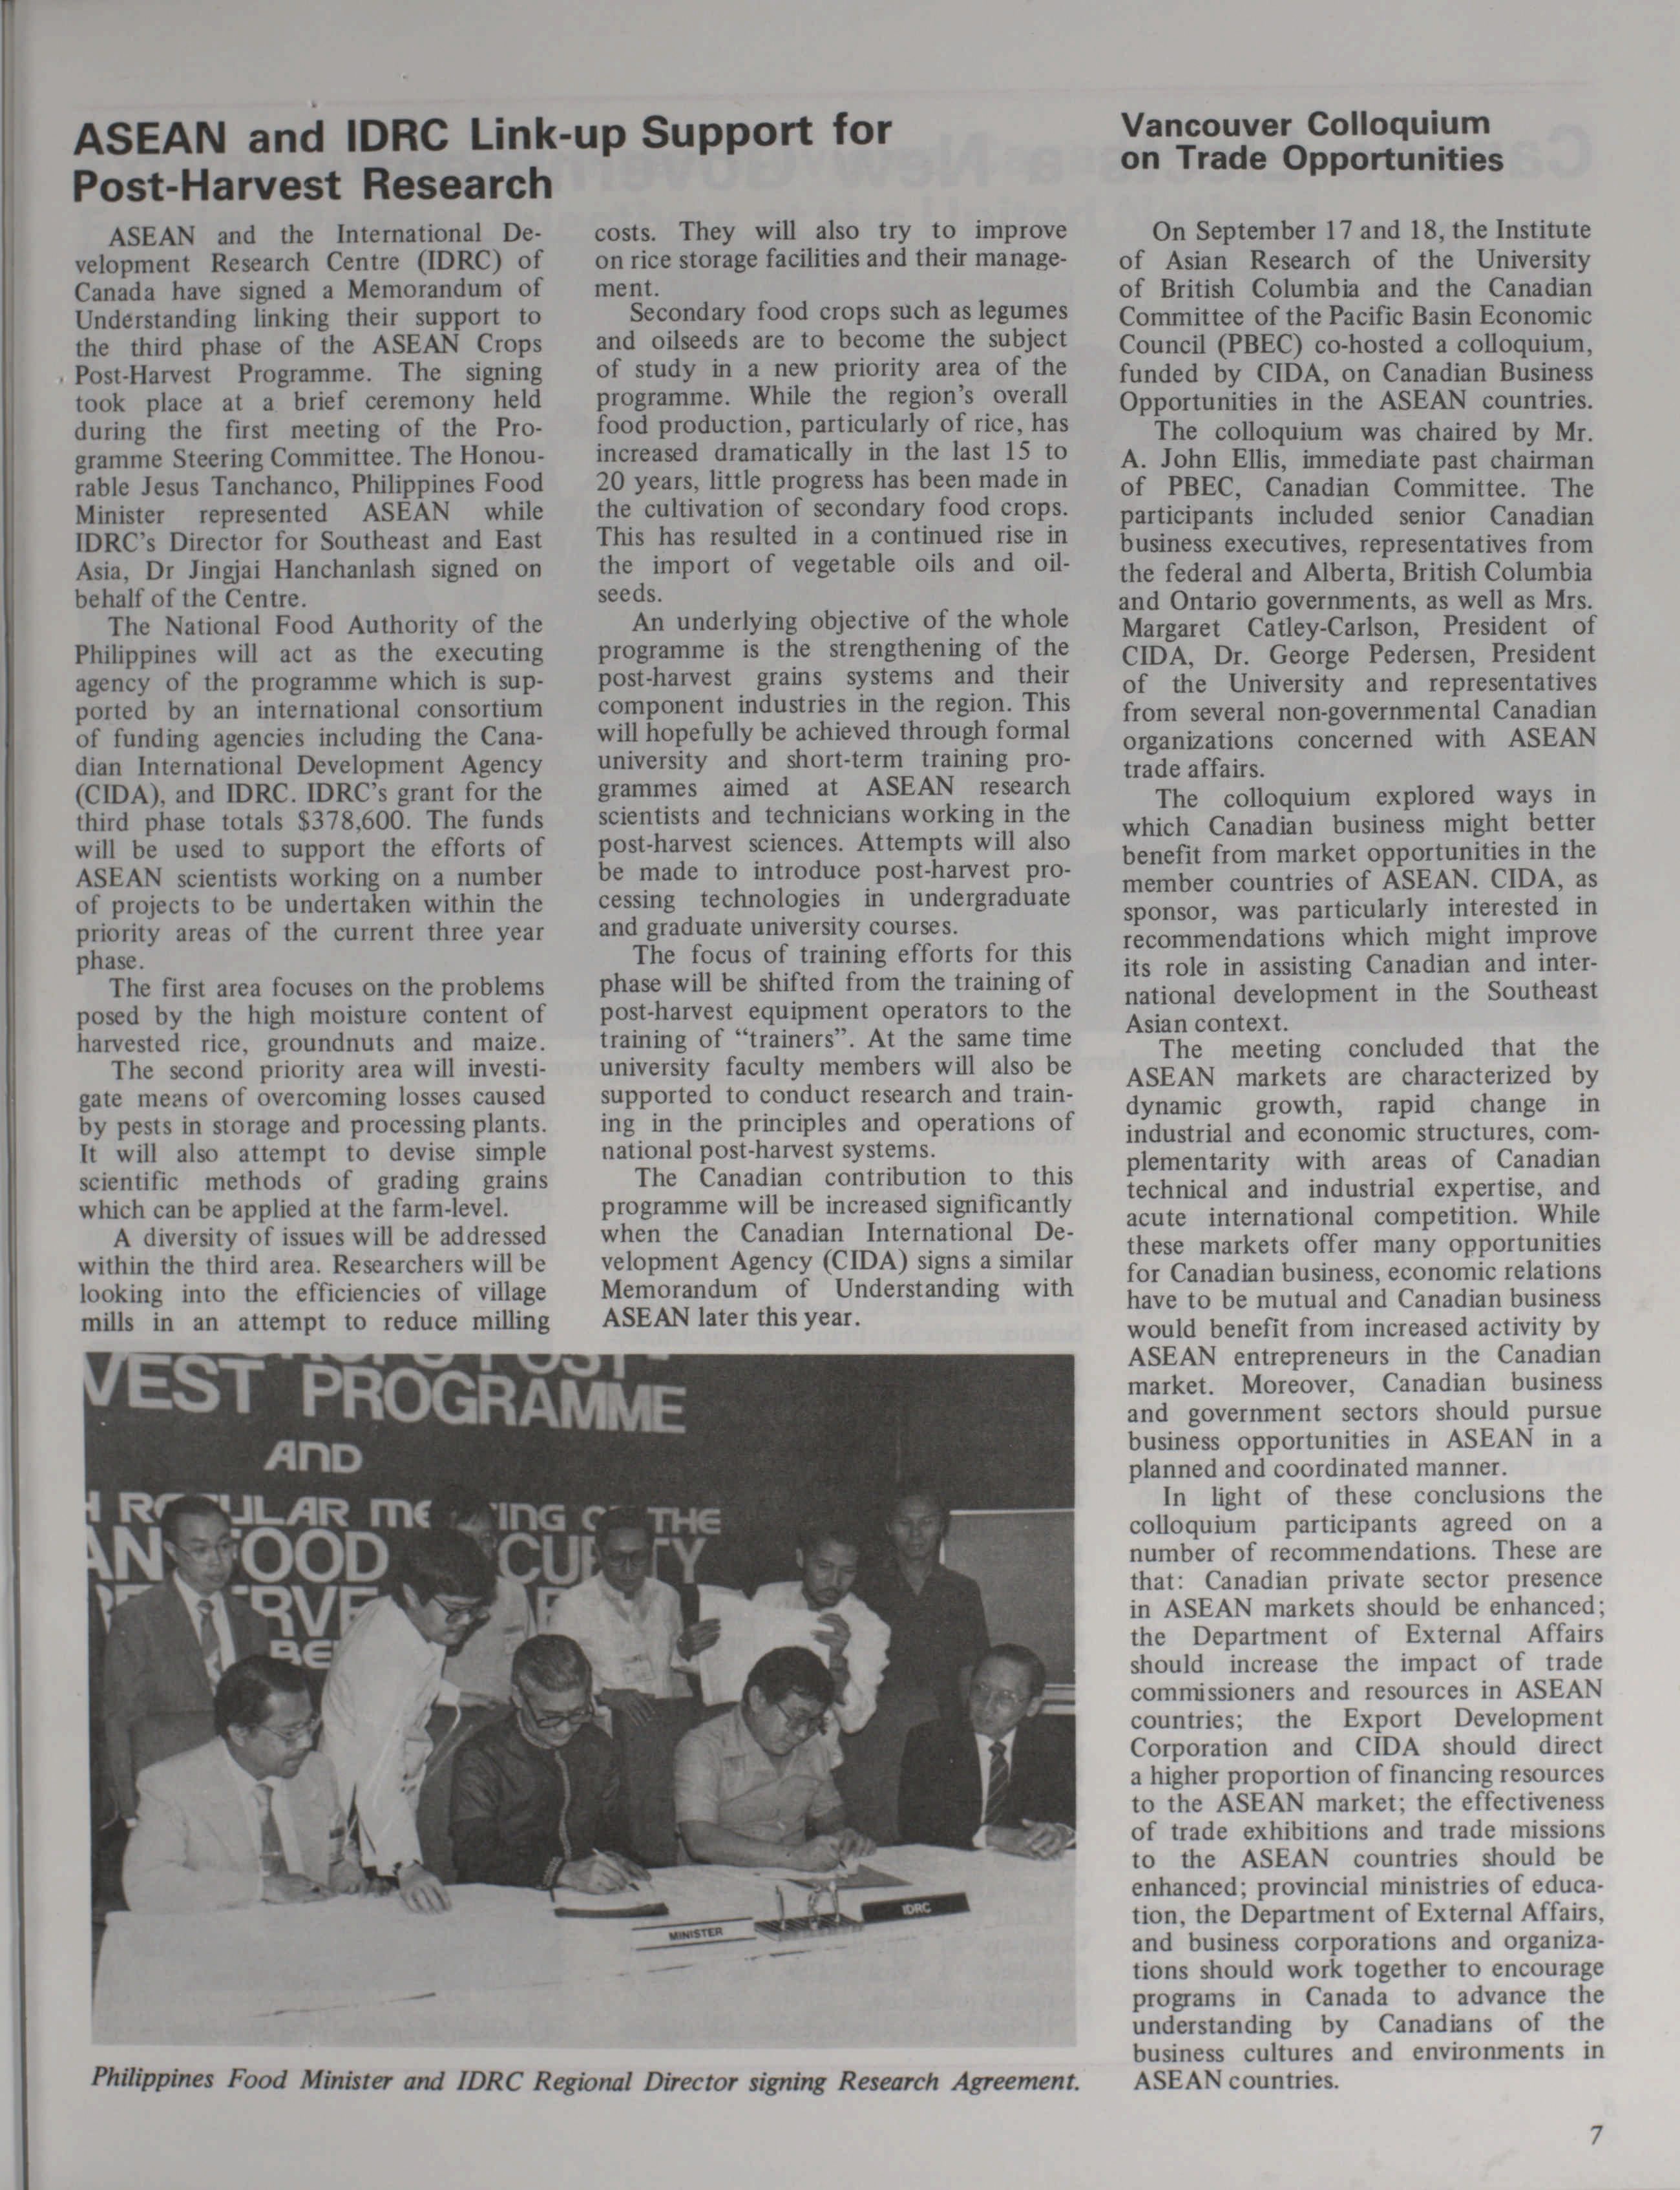 ASEAN and IDRC Link-up Support for
Post-Harvest Research
ASEAN and the International De-
velopment Research Centre (IDRC) of
Canada have signed a Memorandum of
Understanding linking their support to
the third phase of the ASEAN Crops
Post-Harvest Programme. The signing
took place at a brief ceremony held
during the first meeting of the Pro-
gramme Steering Committee. The Honou-
rable Jesus Tanchanco, Philippines Food
Minister represented ASEAN while
IDRC's Director for Southeast and East
Asia, Dr Jingjai Hanchanlash signed on
behalf of the Centre.
The National Food Authority of the
Philippines will act as the executing
agency of the programme which is sup-
ported by an international consortium
of funding agencies including the Cana-
dian International Development Agency
(CIDA), and IDRC. IDRC's grant for the
third phase totals $378,600. The funds
will be used to support the efforts of
ASEAN scientists working on a number
of projects to be undertaken within the
priority areas of the current three year
phase.
The first area focuses on the problems
posed by the high moisture content of
harvested rice, groundnuts and maize.
The second priority area will investi-
gate means of overcoming losses caused
by pests in storage and processing plants.
It will also attempt to devise simple
scientific methods of grading grains
which can be applied at the farm-level.
A diversity of issues will be addressed
within the third area. Researchers will be
looking into the efficiencies of village
mills in an attempt to reduce milling
costs. They will also try to improve
on rice storage facilities and their manage-
ment.
Secondary food crops such as legumes
and oilseeds are to become the subject
of study in a new priority area of the
programme. While the region's overall
food production, particularly of rice, has
increased dramatically in the last 15 to
20 years, little progress has been made in
the cultivation of secondary food crops.
This has resulted in a continued rise in
the import of vegetable oils and oil-
seeds.
An underlying objective of the whole
programme is the strengthening of the
post-harvest grains systems and their
component industries in the region. This
will hopefully be achieved through formal
university and short-term training pro-
grammes aimed at ASEAN research
scientists and technicians working in the
post-harvest sciences. Attempts will also
be made to introduce post-harvest pro-
cessing technologies in undergraduate
and graduate university courses.
The focus of training efforts for this
phase will be shifted from the training of
post-harvest equipment operators to the
training of “trainers”. At the same time
university faculty members will also be
supported to conduct research and train-
ing in the principles and operations of
national post-harvest systems.
The Canadian contribution to this
programme will be increased significantly
when the Canadian International De-
velopment Agency (CIDA) signs a similar
Memorandum of Understanding with
ASEAN later this year.
VEST PROGRAMME
AND
THE
FOOD
MINISTER
IDRC
Philippines Food Minister and IDRC Regional Director signing Research Agreement.
Vancouver Colloquium
on Trade Opportunities
On September 17 and 18, the Institute
of Asian Research of the University
of British Columbia and the Canadian
Committee of the Pacific Basin Economic
Council (PBEC) co-hosted a colloquium,
funded by CIDA, on Canadian Business
Opportunities in the ASEAN countries.
The colloquium was chaired by Mr.
A. John Ellis, immediate past chairman
of PBEC, Canadian Committee. The
participants included senior Canadian
business executives, representatives from
the federal and Alberta, British Columbia
and Ontario governments, as well as Mrs.
Margaret Catley-Carlson, President of
CIDA, Dr. George Pedersen, President
of the University and representatives
from several non-governmental Canadian
organizations concerned with ASEAN
trade affairs.
The colloquium explored ways in
which Canadian business might better
benefit from market opportunities in the
member countries of ASEAN. CIDA, as
sponsor, was particularly interested in
recommendations which might improve
its role in assisting Canadian and inter-
national development in the Southeast
Asian context.
The meeting concluded that the
ASEAN markets are characterized by
dynamic growth, rapid change in
industrial and economic structures, com-
plementarity with areas of Canadian
technical and industrial expertise, and
acute international competition. While
these markets offer many opportunities
for Canadian business, economic relations
have to be mutual and Canadian business
would benefit from increased activity by
ASEAN entrepreneurs in the Canadian
market. Moreover, Canadian business
and government sectors should pursue
business opportunities in ASEAN in a
planned and coordinated manner.
In light of these conclusions the
colloquium participants agreed on a
number of recommendations. These are
that: Canadian private sector presence
in ASEAN markets should be enhanced;
the Department of External Affairs
should increase the impact of trade
commissioners and resources in ASEAN
countries; the Export Development
Corporation and CIDA should direct
a higher proportion of financing resources
to the ASEAN market; the effectiveness
of trade exhibitions and trade missions
to the ASEAN countries should be
enhanced; provincial ministries of educa-
tion, the Department of External Affairs,
and business corporations and organiza-
tions should work together to encourage
programs in Canada to advance the
understanding by Canadians of the
business cultures and environments in
ASEAN countries.
7